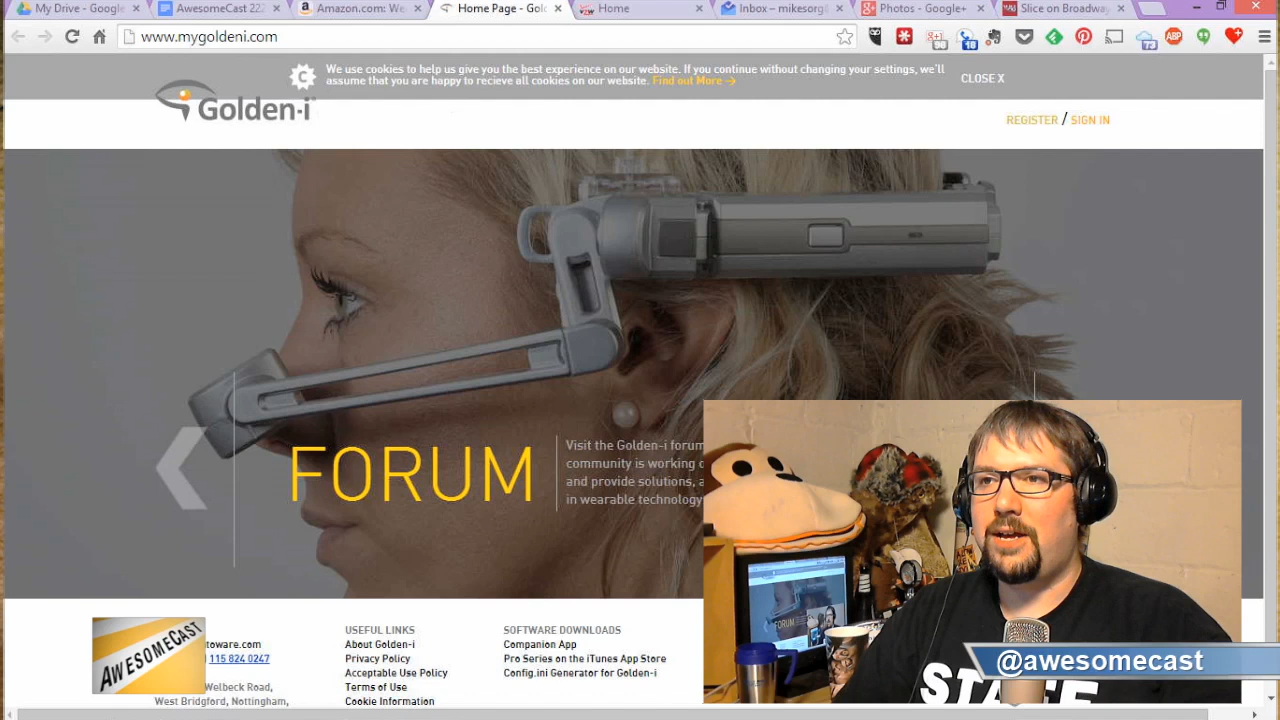 My Drive - Google
AwesomeCast 222
Amazon.com: We
Home Page - Gol
Home
Inbox – mikesorg
Photos - Google+
Slice on Broadway
www.mygoldeni.com
We use cookies to help us give you the best experience on our website. If you continue without changing your settings, we'll
assume that you are happy to recieve all cookies on our website. Find out More
CLOSE X
Golden-i
REGISTER / SIGN IN
FORUM
Visit the Golden-i forum
community is working
and provide solutions, a
in wearable technology
AWESOMECAST
toware.com
115 824 0247
Welbeck Road,
West Bridgford, Nottingham,
USEFUL LINKS
About Golden-i
Privacy Policy
Acceptable Use Policy
Terms of Use
Cookie Information
SOFTWARE DOWNLOADS
Companion App
Pro Series on the iTunes App Store
Config.ini Generator for Golden-i
FORUM
@awesomecast